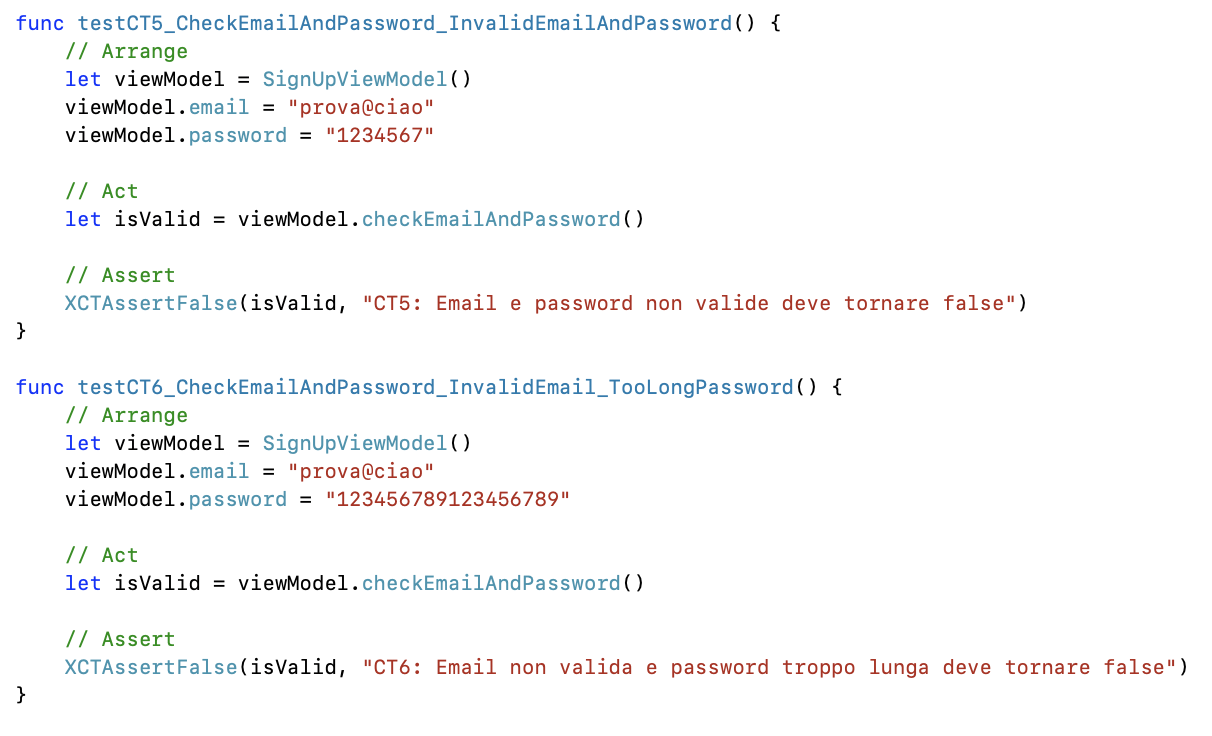 func testCT5_CheckEmailAndPassword_InvalidEmailAndPassword() {
    // Arrange
    let viewModel = SignUpViewModel()
    viewModel.email = "prova@ciao"
    viewModel.password = "1234567"

    // Act
    let isValid = viewModel.checkEmailAndPassword()

    // Assert
    XCTAssertFalse(isValid, "CT5: Email e password non valide deve tornare false")
}

func testCT6_CheckEmailAndPassword_InvalidEmail_TooLongPassword() {
    // Arrange
    let viewModel = SignUpViewModel()
    viewModel.email = "prova@ciao"
    viewModel.password = "123456789123456789"

    // Act
    let isValid = viewModel.checkEmailAndPassword()

    // Assert
    XCTAssertFalse(isValid, "CT6: Email non valida e password troppo lunga deve tornare false")
}